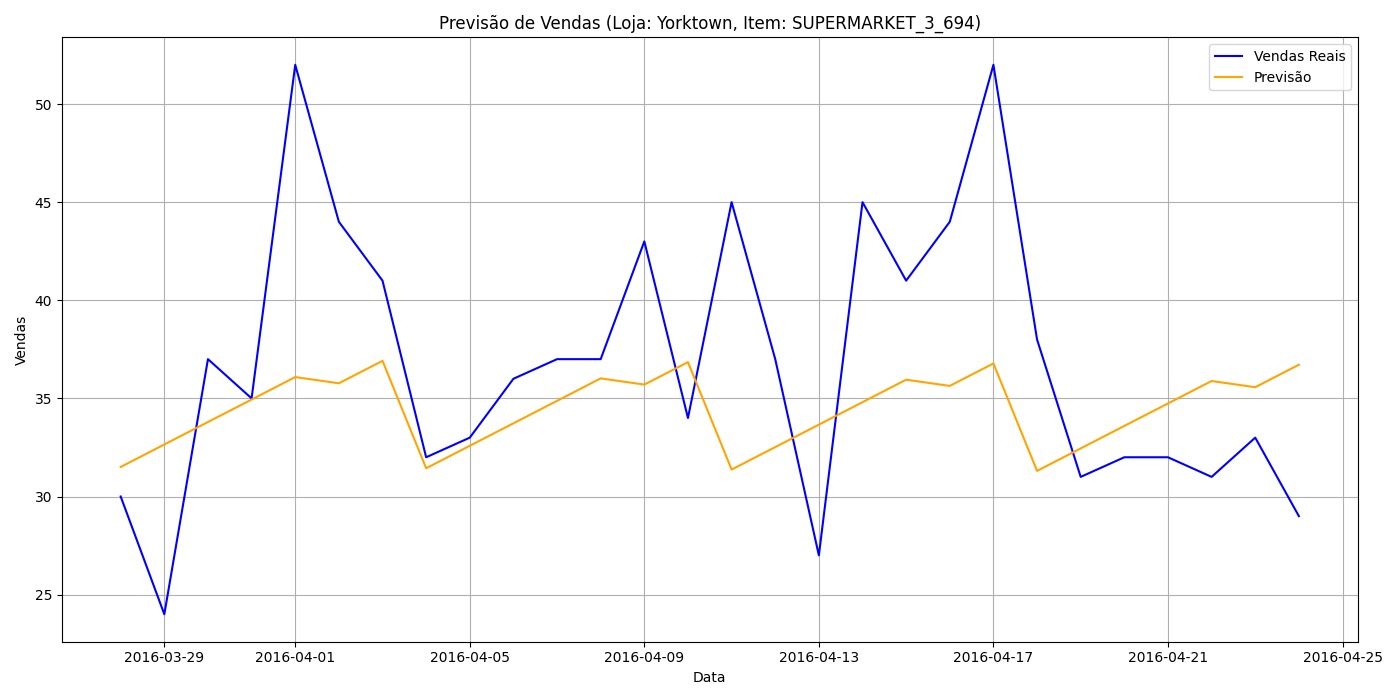 Previsão de Vendas (Loja: Yorktown, Item: SUPERMARKET_3_694)
Vendas Reais
Previsão
50
45
40
35
30
25
Vendas
2016-03-29 2016-04-01 2016-04-05 2016-04-09 2016-04-13 2016-04-17 2016-04-21 2016-04-25
Data